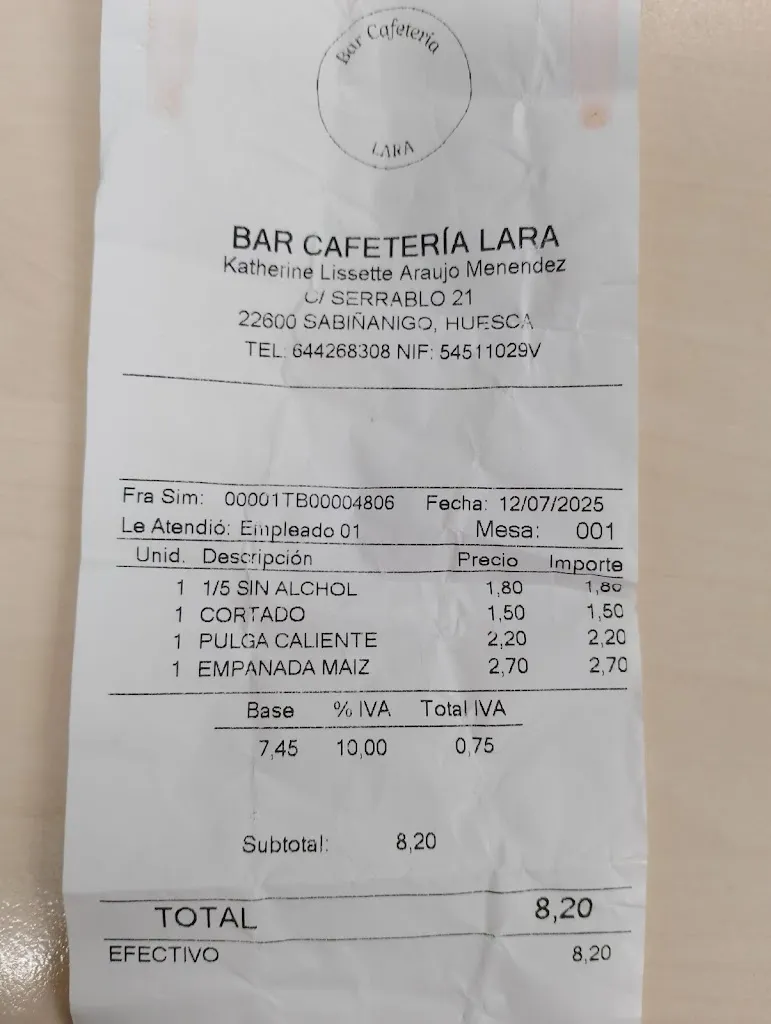 Bar Cafetería
LARA
BAR CAFETERÍA LARA
Katherine Lissette Araujo Menendez
C/ SERRABLO 21
22600 SABIÑANIGO, HUESCA
TEL: 644268308 NIF: 54511029V
Fra Sim: 00001TB00004806 Fecha: 12/07/2025
Le Atendió: Empleado 01 Mesa: 001
Unid. Descripción Precio Importe
1 1/5 SIN ALCHOL 1,80 1,80
1 CORTADO 1,50 1,50
1 PULGA CALIENTE 2,20 2,20
1 EMPANADA MAIZ 2,70 2,70
Base % IVA Total IVA
7,45 10,00 0,75
Subtotal: 8,20
TOTAL 8,20
EFECTIVO 8,20